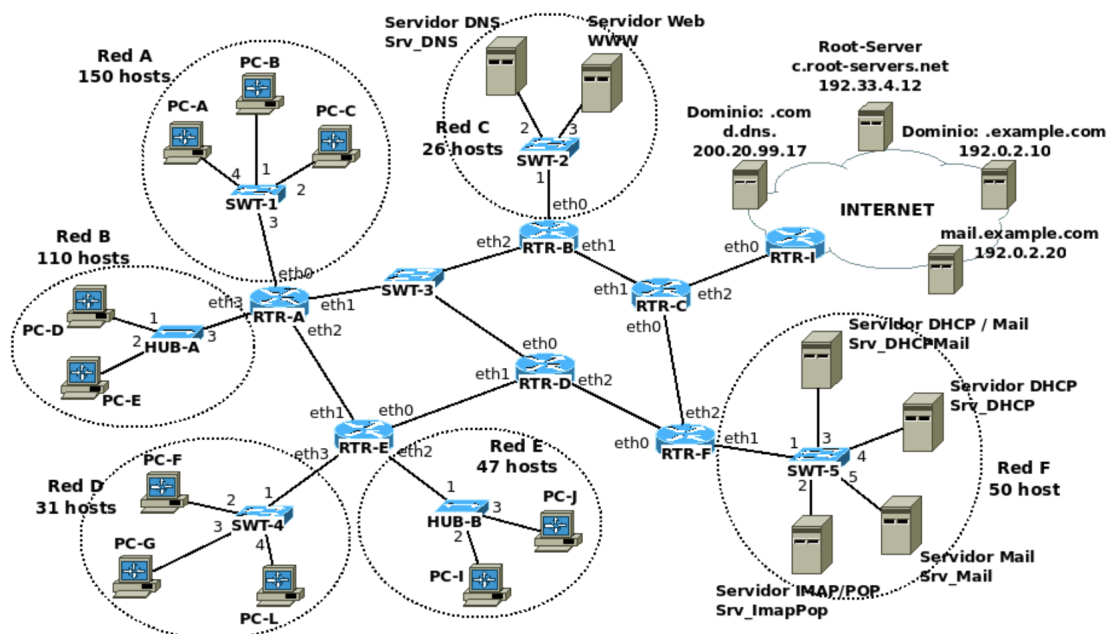 Red A
150 hosts
PC-B
PC-A
PC-C
4
1
2
SWT-1
3
Servidor DNS
Srv_DNS
Servidor Web
WWW
Red C
26 hosts
2
3
SWT-2
1
Root-Server
c.root-servers.net
192.33.4.12
Dominio: .com
d.dns.
200.20.99.17
Dominio: .example.com
192.0.2.10
INTERNET
mail.example.com
192.0.2.20
eth0
RTR-I
eth0
eth2
eth1
RTR-B
SWT-3
eth1
eth2
RTR-C
eth0
Red B
110 hosts
PC-D
1
2
3
HUB-A
PC-E
eth0
eth3
eth1
RTR-A
eth2
eth0
eth1
eth2
RTR-D
eth1
eth0
RTR-E
eth3
eth2
eth2
eth0
eth1
RTR-F
Red D
31 hosts
PC-F
2
1
3
SWT-4
4
PC-G
PC-L
Red E
47 hosts
1
3
HUB-B
2
PC-J
PC-I
Servidor DHCP / Mail
Srv_DHCPMail
Servidor DHCP
Srv_DHCP
1
3
4
SWT-5
2
5
Red F
50 host
Servidor Mail
Srv_Mail
Servidor IMAP/POP
Srv_ImapPop